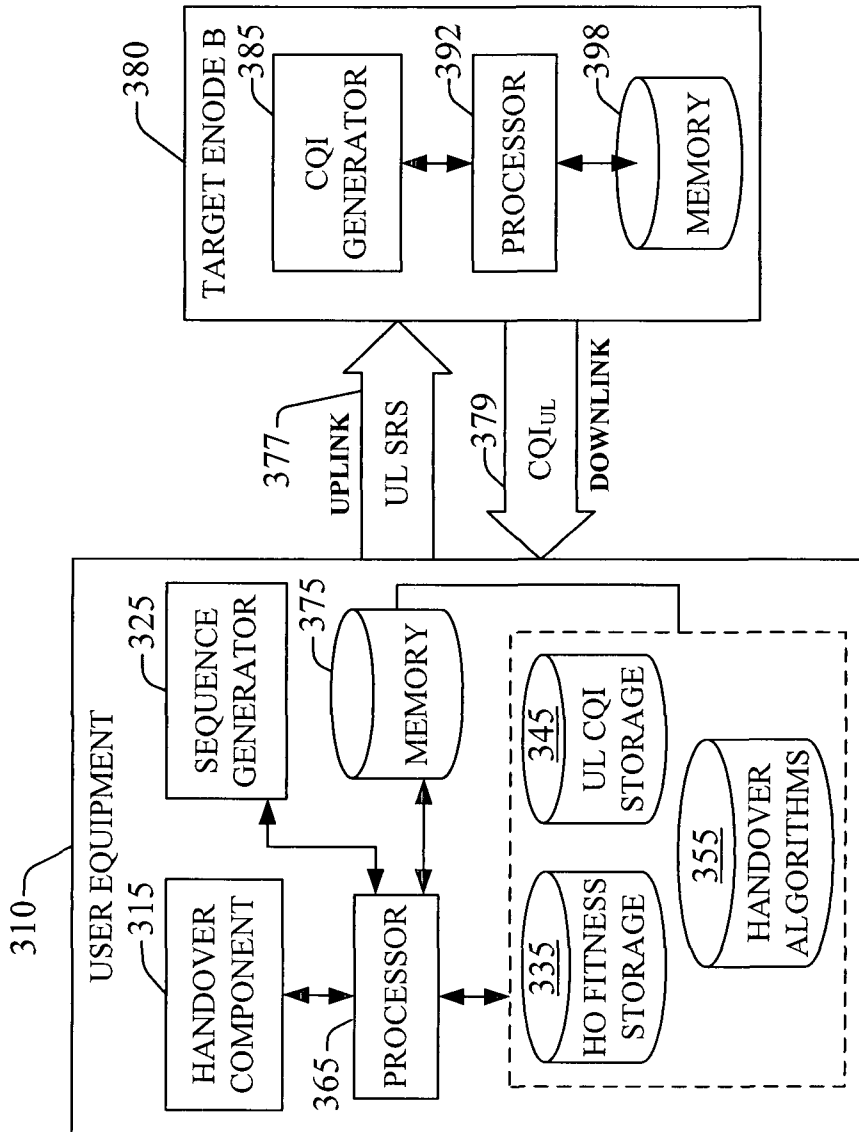 310
USER EQUIPMENT
315
HANDOVER
COMPONENT
325
SEQUENCE
GENERATOR
365
PROCESSOR
375
MEMORY
335
HO FITNESS
STORAGE
345
UL CQI
STORAGE
355
HANDOVER
ALGORITHMS
377
UPLINK
UL SRS
379
CQIUL
DOWNLINK
380
TARGET ENODE B
385
CQI
GENERATOR
392
PROCESSOR
398
MEMORY